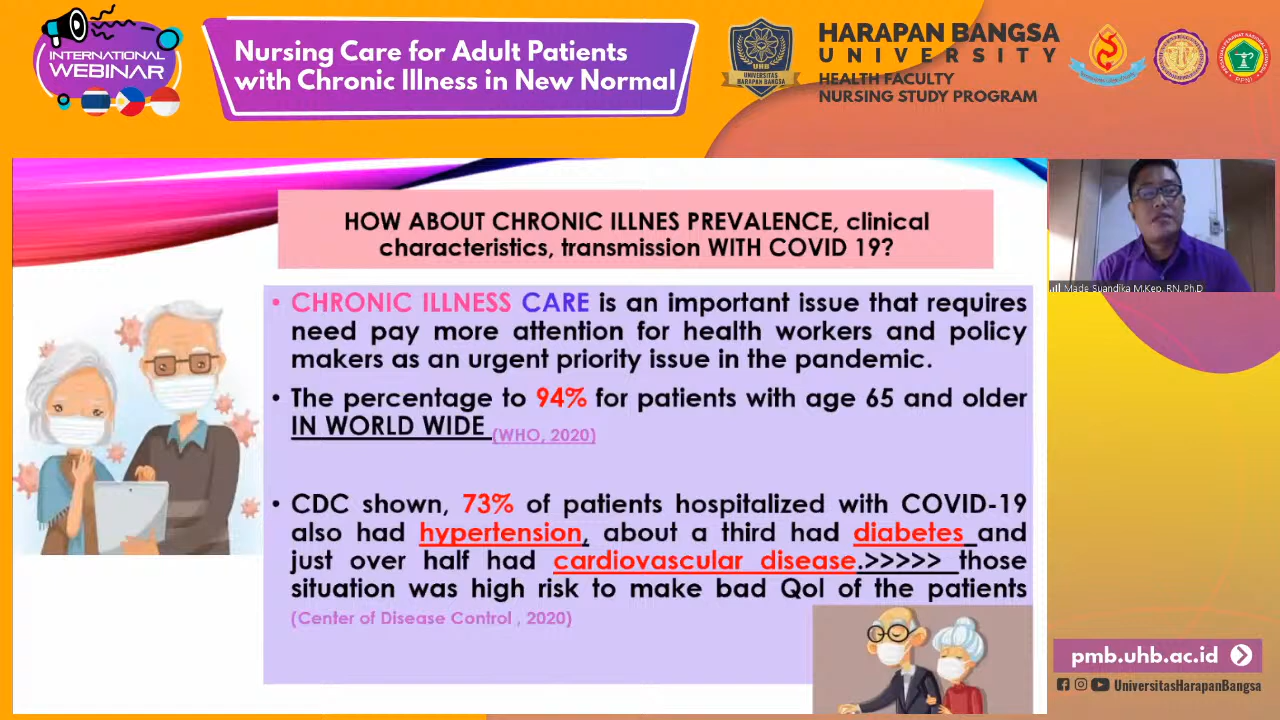 INTERNATIONAL
WEBINAR
Nursing Care for Adult Patients
with Chronic Illness in New Normal
UHB
UNIVERSITAS
HARAPAN BANGSA
HARAPAN BANGSA
UNIVERSITY
HEALTH FACULTY
NURSING STUDY PROGRAM
PPNI
HOW ABOUT CHRONIC ILLNES PREVALENCE, clinical
characteristics, transmission WITH COVID 19?
• CHRONIC ILLNESS CARE is an important issue that requires
need pay more attention for health workers and policy
makers as an urgent priority issue in the pandemic.
• The percentage to 94% for patients with age 65 and older
IN WORLD WIDE (WHO, 2020)
• CDC shown, 73% of patients hospitalized with COVID-19
also had hypertension, about a third had diabetes and
just over half had cardiovascular disease.>>>>> those
situation was high risk to make bad Qol of the patients
(Center of Disease Control , 2020)
Made Suandika M.Kep, RN, Ph.D
pmb.uhb.ac.id
UniversitasHarapanBangsa